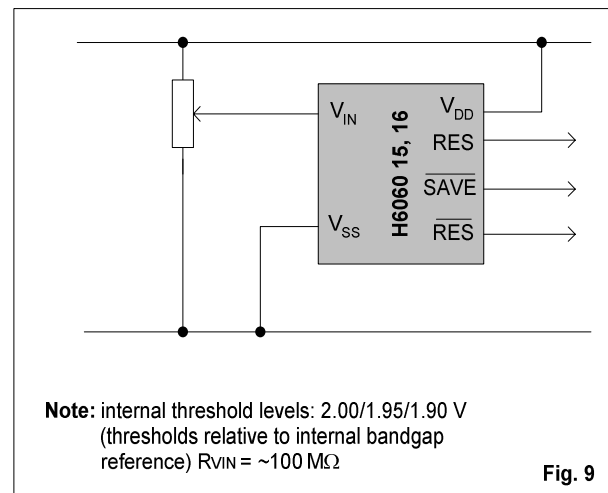 V_IN
V_DD
RES
SAVE
V_SS
RES
H6060 15, 16
Note: internal threshold levels: 2.00/1.95/1.90 V
(thresholds relative to internal bandgap
reference) RVIN = ~100 MΩ
Fig. 9